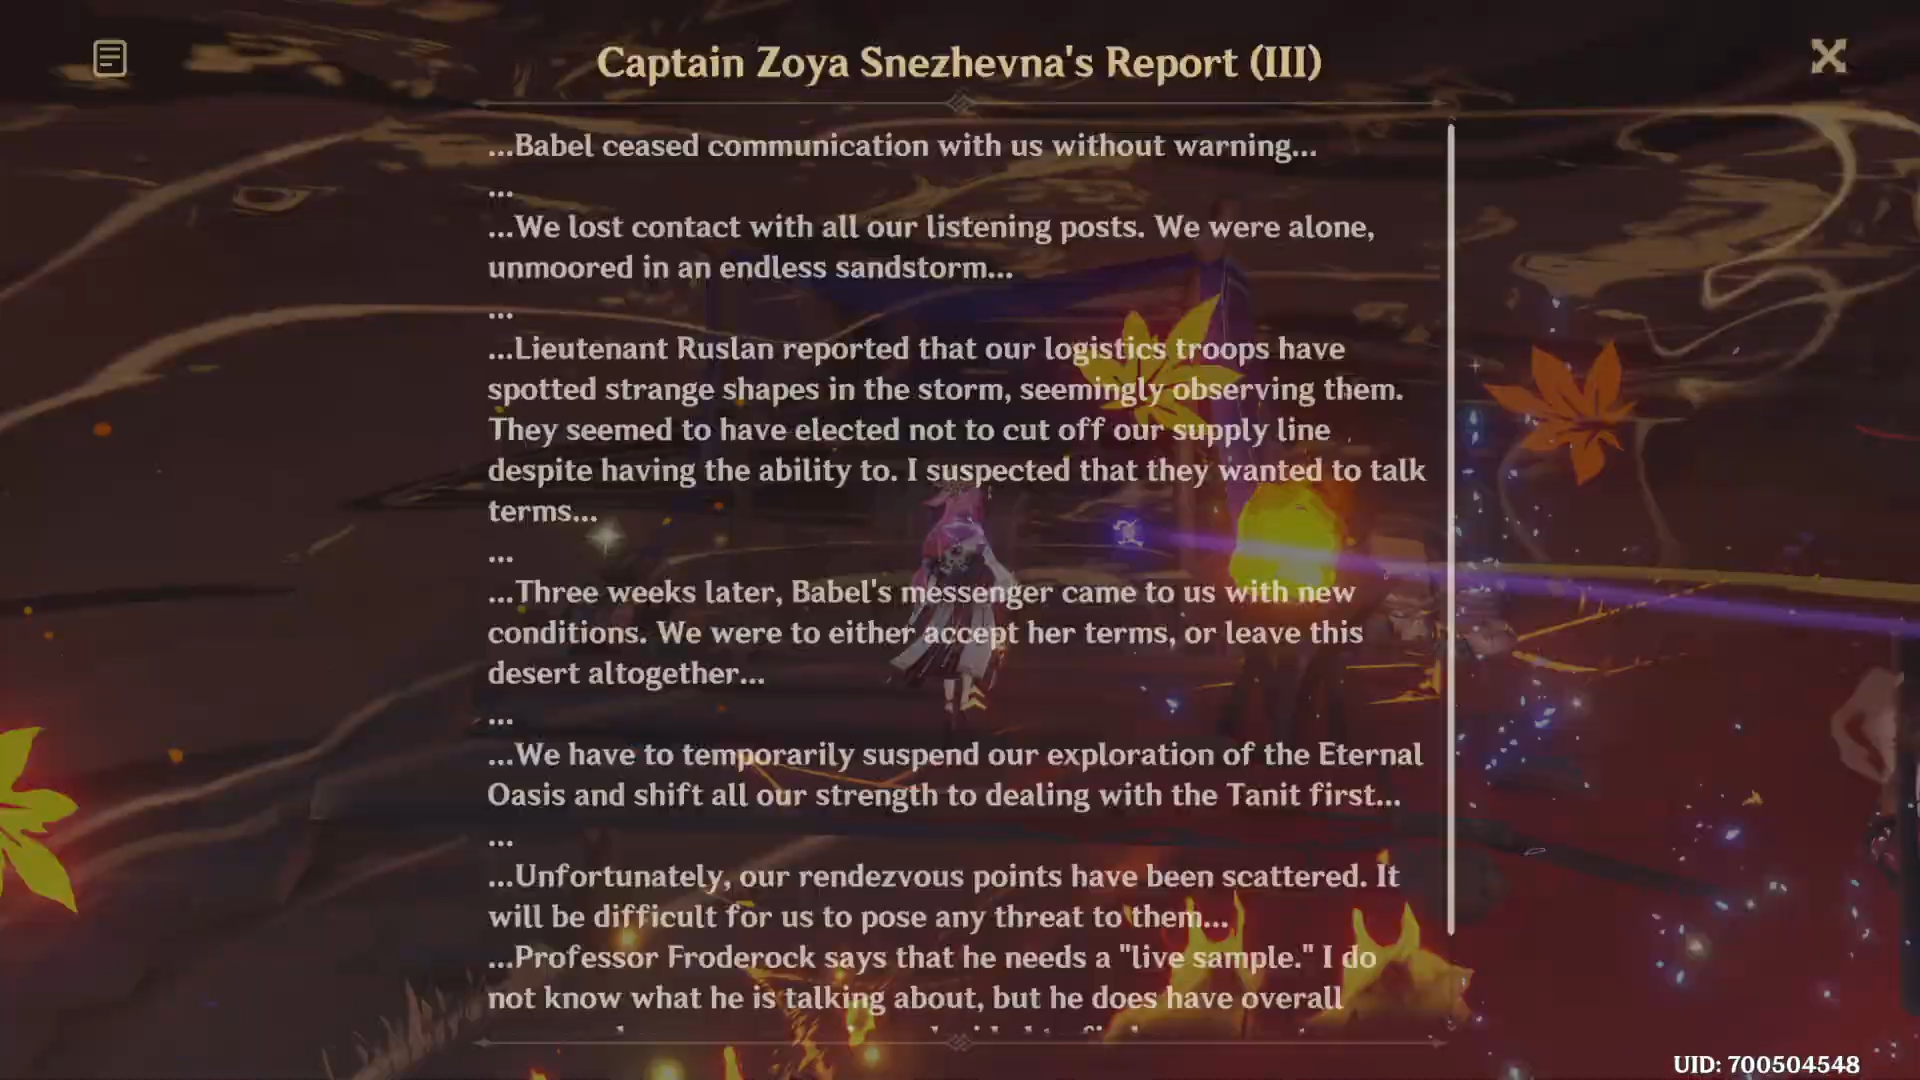 Captain Zoya Snezhevna's Report (III)
...Babel ceased communication with us without warning...
...
...We lost contact with all our listening posts. We were alone,
unmoored in an endless sandstorm...
...
...Lieutenant Ruslan reported that our logistics troops have
spotted strange shapes in the storm, seemingly observing them.
They seemed to have elected not to cut off our supply line
despite having the ability to. I suspected that they wanted to talk
terms...
...
...Three weeks later, Babel's messenger came to us with new
conditions. We were to either accept her terms, or leave this
desert altogether...
...
...We have to temporarily suspend our exploration of the Eternal
Oasis and shift all our strength to dealing with the Tanit first...
...
...Unfortunately, our rendezvous points have been scattered. It
will be difficult for us to pose any threat to them...
...Professor Froderock says that he needs a "live sample." I do
not know what he is talking about, but he does have overall
UID: 700504548